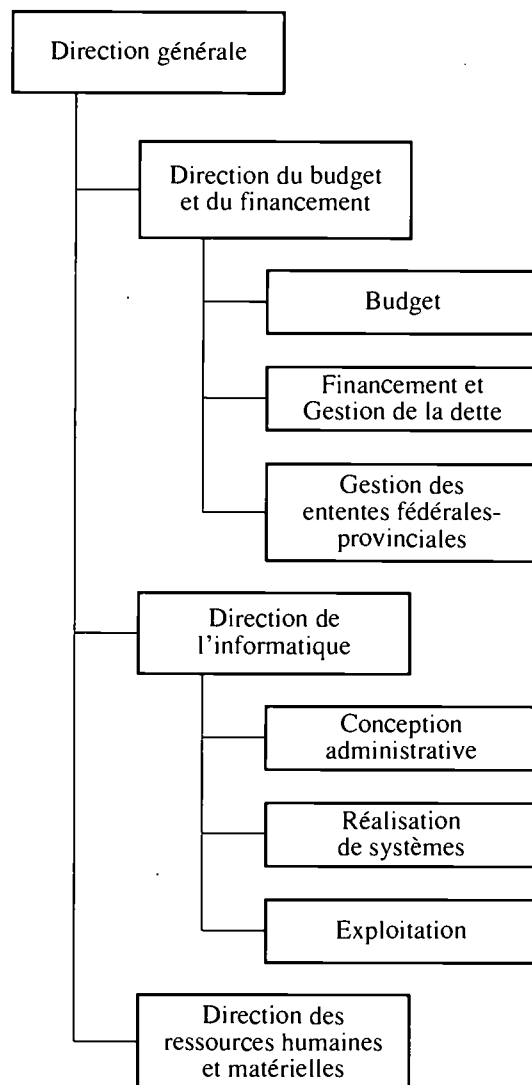 Direction générale
Direction du budget
et du financement
Budget
Financement et
Gestion de la dette
Gestion des
ententes fédérales-
provinciales
Direction de
l'informatique
Conception
administrative
Réalisation
de systèmes
Exploitation
Direction des
ressources humaines
et matérielles